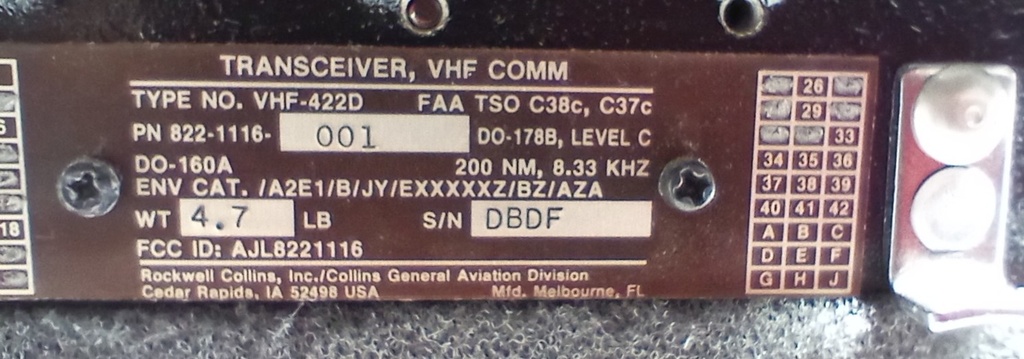 TRANSCEIVER, VHF COMM
TYPE NO. VHF-422D FAA TSO C38c, C37c
PN 822-1116- 001 DO-178B, LEVEL C
DO-160A 200 NM, 8.33 KHZ
ENV CAT. /A2E1/B/JY/EXXXXXZ/BZ/AZA
WT 4.7 LB S/N DBDF
FCC ID: AJL8221116
Rockwell Collins, Inc./Collins General Aviation Division
Cedar Rapids, IA 52498 USA Mfd. Melbourne, FL
26
29
33
34 35 36
37 38 39
40 41 42
A B C
D E F
G H J
18